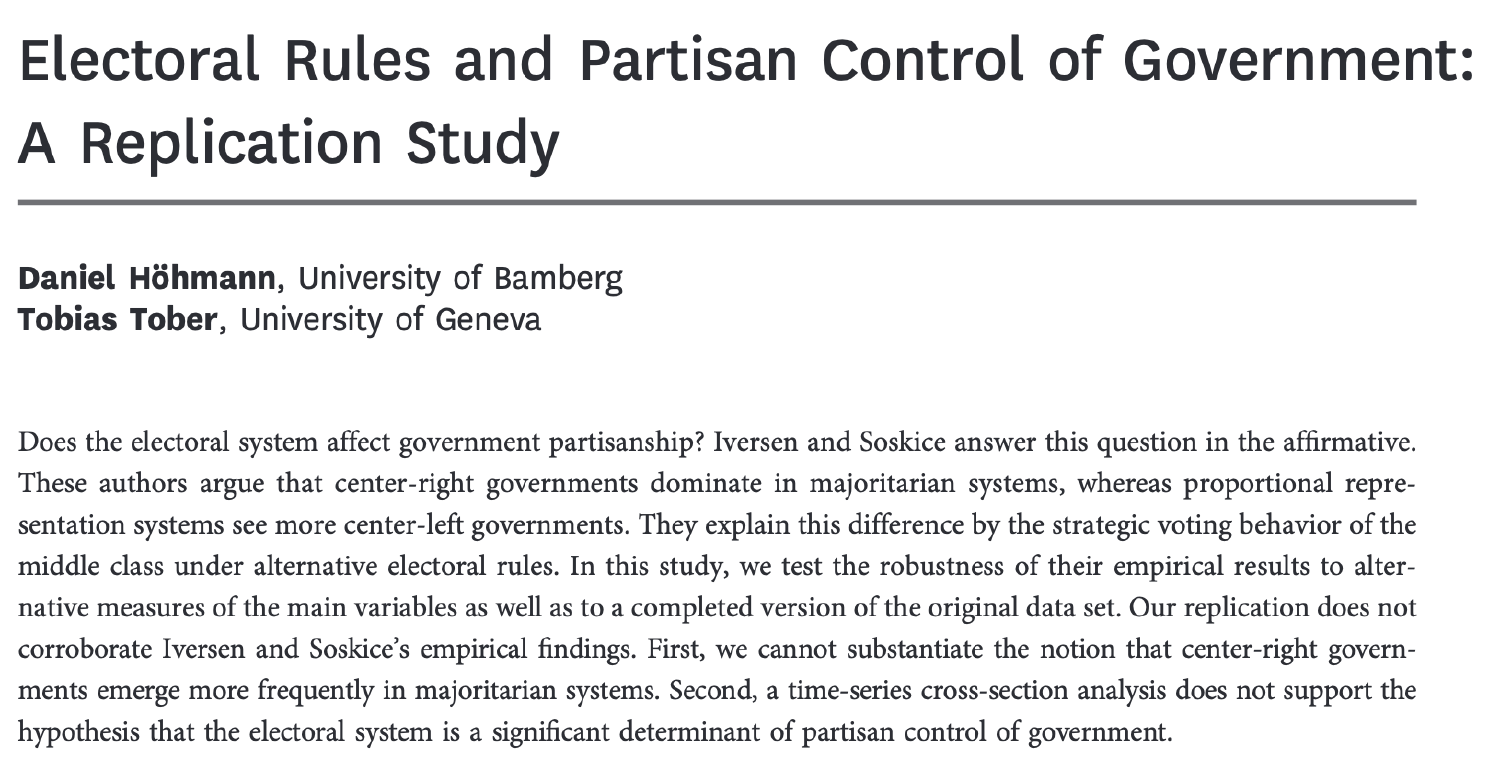 Electoral Rules and Partisan Control of Government:
A Replication Study
Daniel Höhmann, University of Bamberg
Tobias Tober, University of Geneva
Does the electoral system affect government partisanship? Iversen and Soskice answer this question in the affirmative.
These authors argue that center-right governments dominate in majoritarian systems, whereas proportional repre-
sentation systems see more center-left governments. They explain this difference by the strategic voting behavior of the
middle class under alternative electoral rules. In this study, we test the robustness of their empirical results to alter-
native measures of the main variables as well as to a completed version of the original data set. Our replication does not
corroborate Iversen and Soskice’s empirical findings. First, we cannot substantiate the notion that center-right govern-
ments emerge more frequently in majoritarian systems. Second, a time-series cross-section analysis does not support the
hypothesis that the electoral system is a significant determinant of partisan control of government.